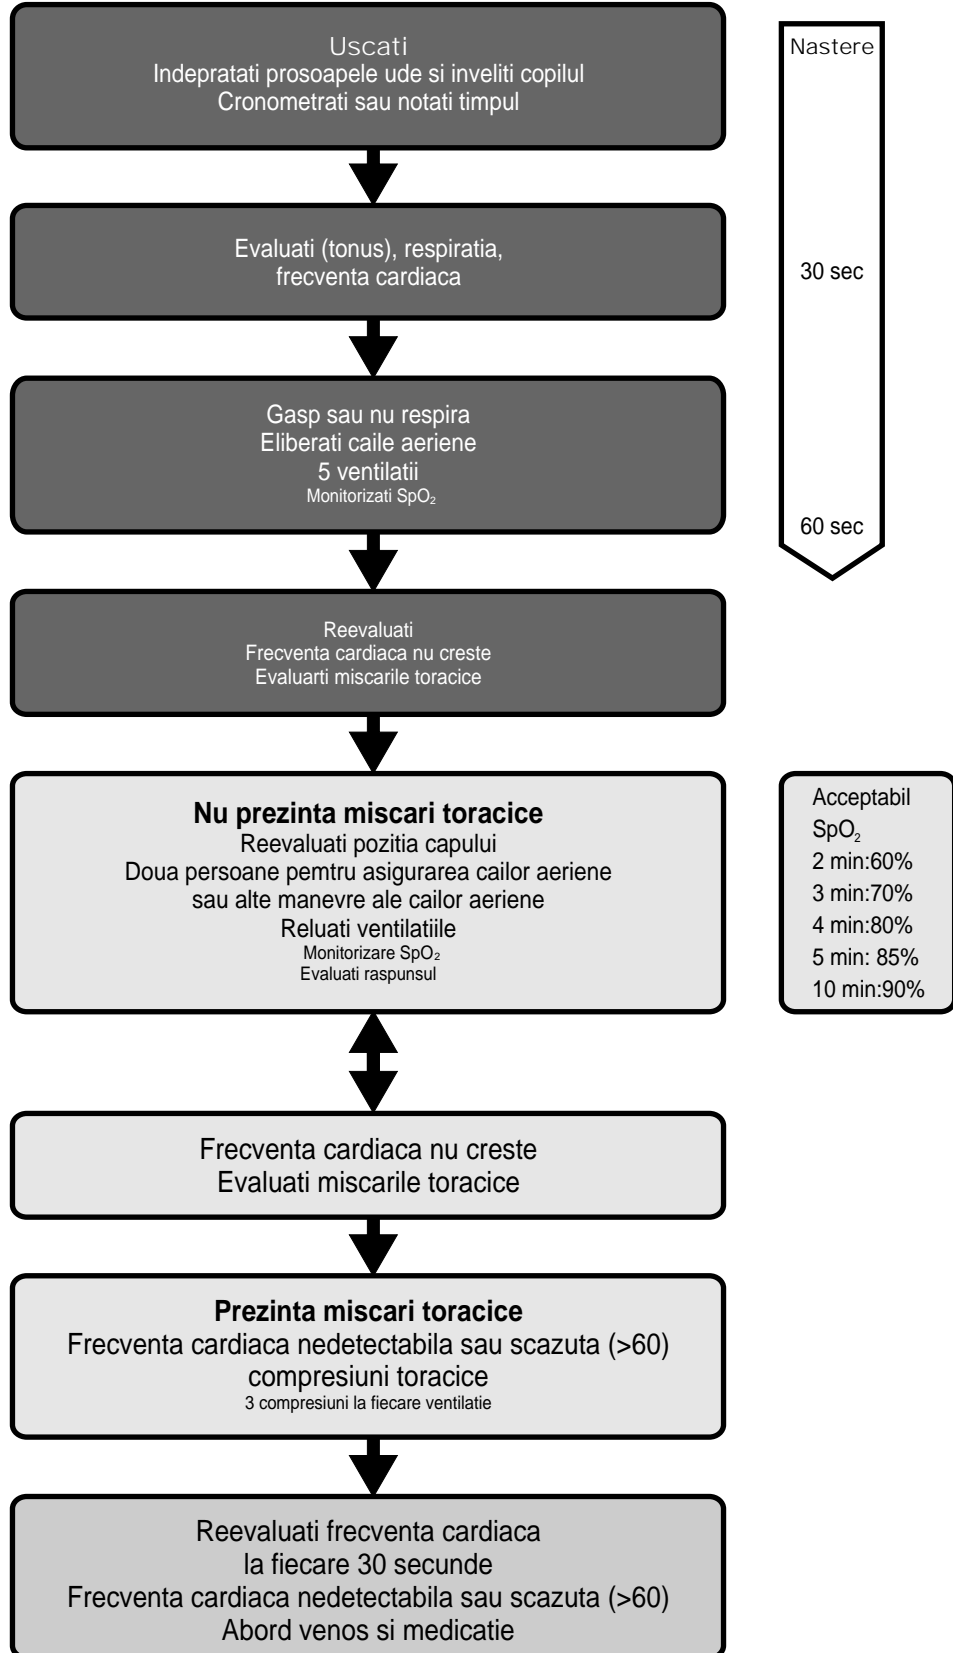 Uscati
Indepratati prosoapele ude si inveliti copilul
Cronometrati sau notati timpul
Nastere
Evaluati (tonus), respiratia,
frecventa cardiaca
30 sec
Gasp sau nu respira
Eliberati caile aeriene
5 ventilatii
Monitorizati SpO₂
60 sec
Reevaluati
Frecventa cardiaca nu creste
Evaluarti miscarile toracice
Nu prezinta miscari toracice
Reevaluati pozitia capului
Doua persoane pemtru asigurarea cailor aeriene
sau alte manevre ale cailor aeriene
Reluati ventilatiile
Monitorizare SpO₂
Evaluati raspunsul
Acceptabil
SpO₂
2 min:60%
3 min:70%
4 min:80%
5 min: 85%
10 min:90%
Frecventa cardiaca nu creste
Evaluati miscarile toracice
Prezinta miscari toracice
Frecventa cardiaca nedetectabila sau scazuta (>60)
compresiuni toracice
3 compresiuni la fiecare ventilatie
Reevaluati frecventa cardiaca
la fiecare 30 secunde
Frecventa cardiaca nedetectabila sau scazuta (>60)
Abord venos si medicatie